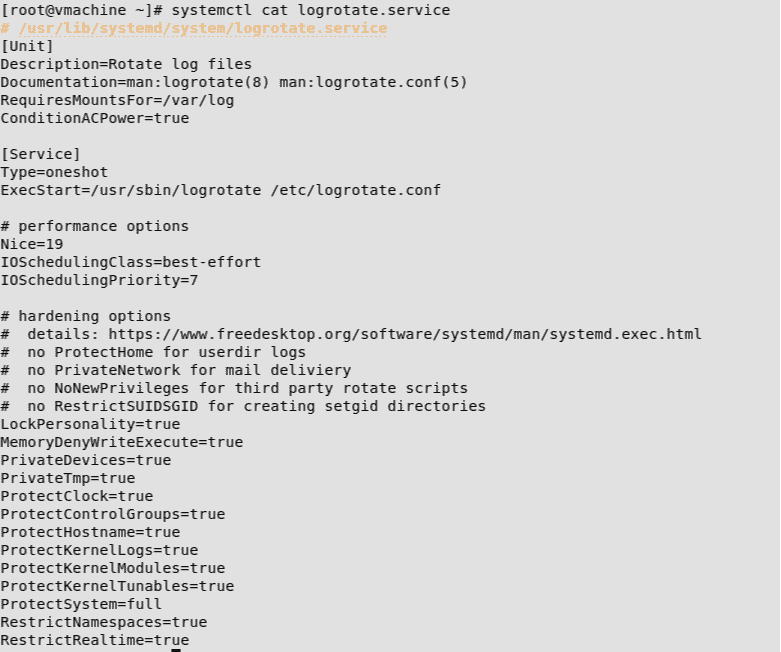 [root@vmachine ~]# systemctl cat logrotate.service
# /usr/lib/systemd/system/logrotate.service
[Unit]
Description=Rotate log files
Documentation=man:logrotate(8) man:logrotate.conf(5)
RequiresMountsFor=/var/log
ConditionACPower=true

[Service]
Type=oneshot
ExecStart=/usr/sbin/logrotate /etc/logrotate.conf

# performance options
Nice=19
IOSchedulingClass=best-effort
IOSchedulingPriority=7

# hardening options
#  details: https://www.freedesktop.org/software/systemd/man/systemd.exec.html
#  no ProtectHome for userdir logs
#  no PrivateNetwork for mail deliviery
#  no NoNewPrivileges for third party rotate scripts
#  no RestrictSUIDSGID for creating setgid directories
LockPersonality=true
MemoryDenyWriteExecute=true
PrivateDevices=true
PrivateTmp=true
ProtectClock=true
ProtectControlGroups=true
ProtectHostname=true
ProtectKernelLogs=true
ProtectKernelModules=true
ProtectKernelTunables=true
ProtectSystem=full
RestrictNamespaces=true
RestrictRealtime=true